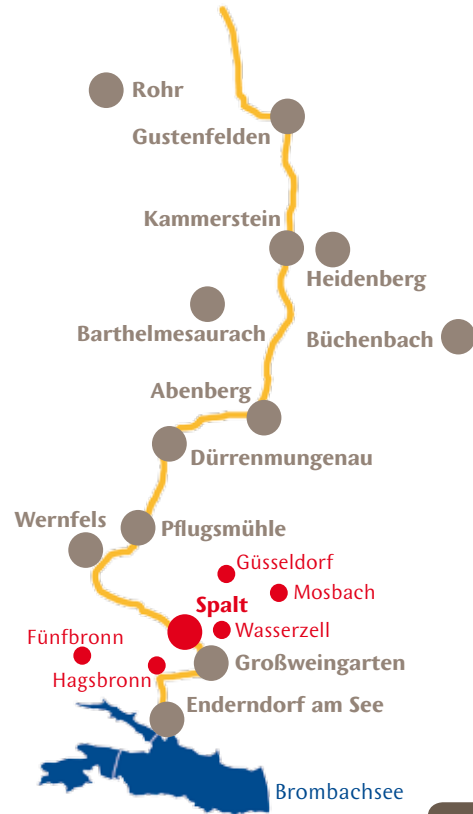 Rohr
Gustenfelden
Kammerstein
Heidenberg
Barthelmesaurach
Büchenbach
Abenberg
Dürrenmungenau
Wernfels
Pflugsmühle
Güsseldorf
Mosbach
Spalt
Wasserzell
Fünfbronn
Großweingarten
Hagsbronn
Enderndorf am See
Brombachsee